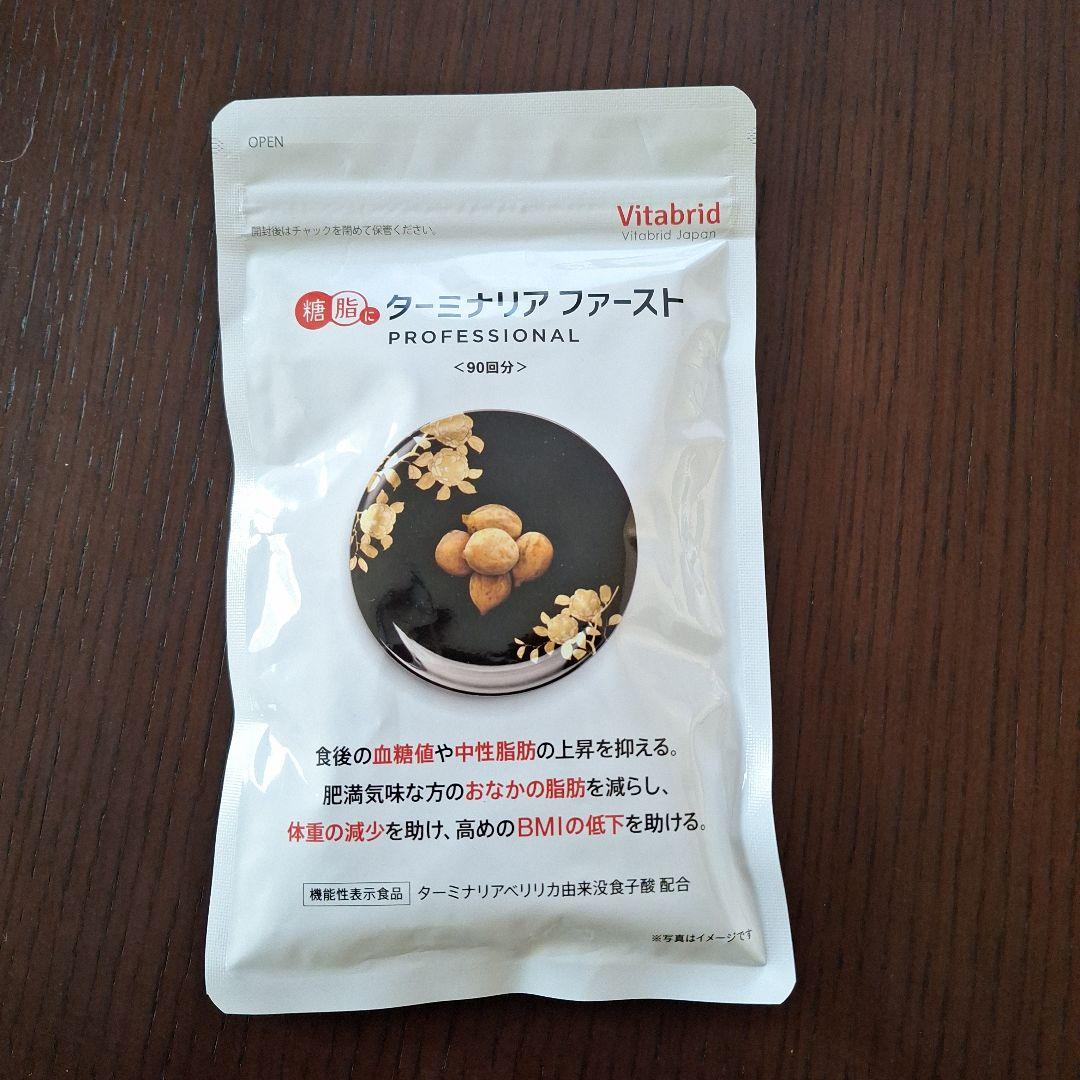 OPEN
開封後はチャックを閉めて保管ください。
Vitabrid
Vitabrid Japan
糖脂に ターミナリア ファースト
PROFESSIONAL
＜90回分＞
食後の血糖値や中性脂肪の上昇を抑える。
肥満気味な方のおなかの脂肪を減らし、
体重の減少を助け、高めのBMIの低下を助ける。
機能性表示食品 ターミナリアベリリカ由来没食子酸 配合
※写真はイメージです